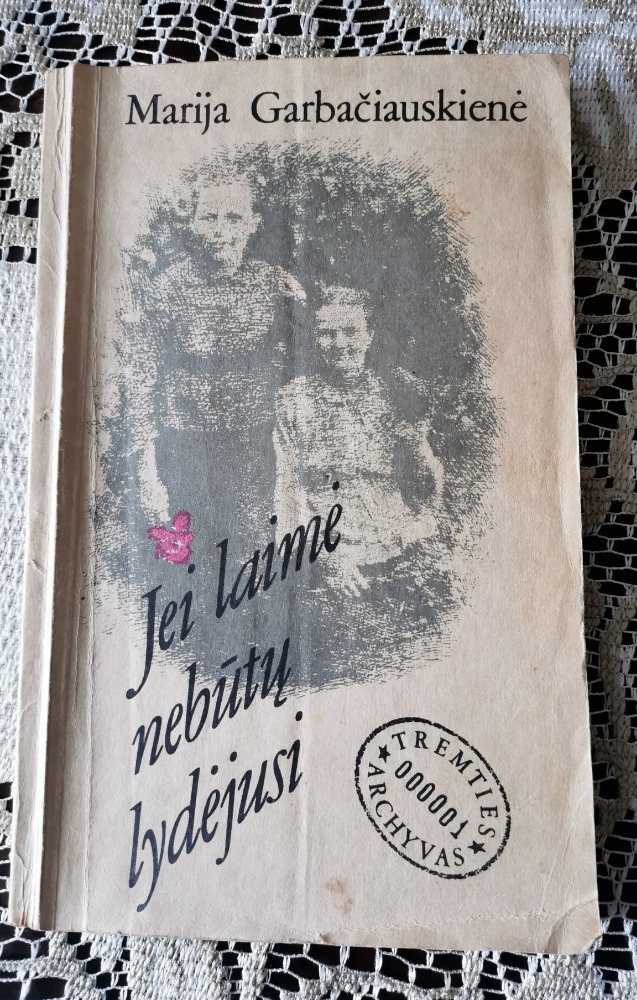 Marija Garbačiauskienė
Jei laimė
nebūtų
lydėjusi
TREMTIES
000001
ARCHYVAS